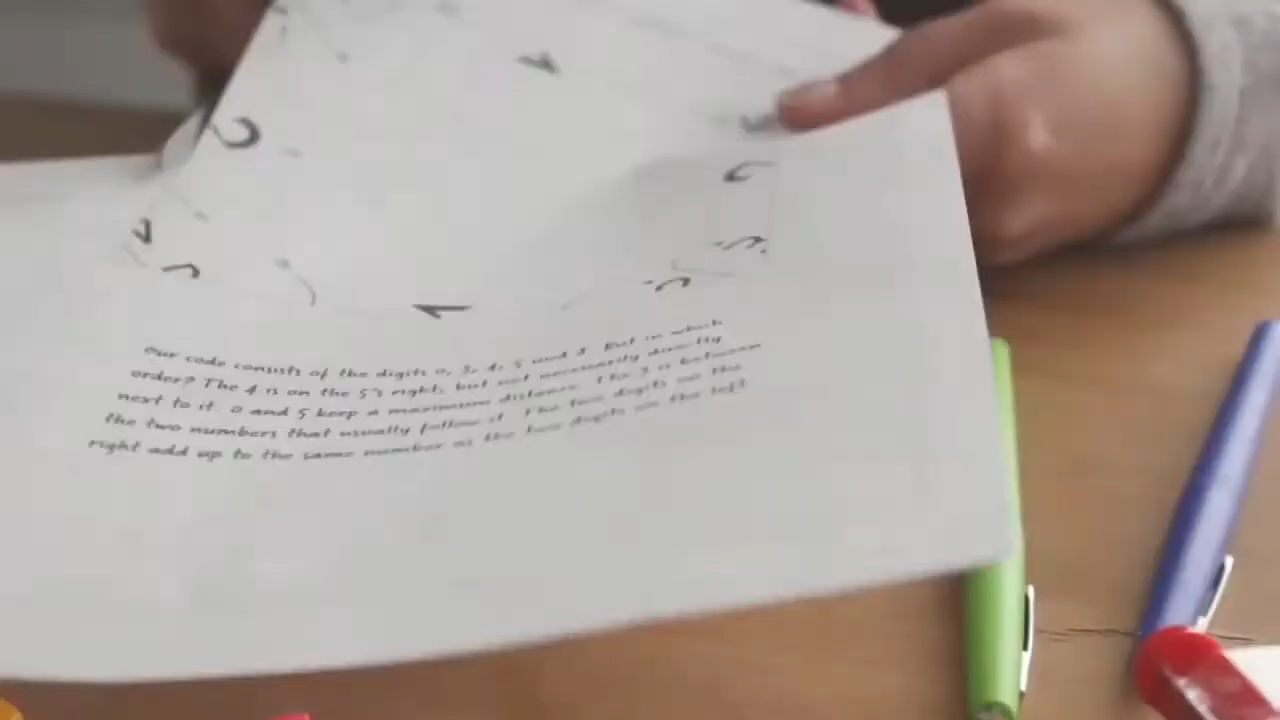 Our code consists of the digits 0, 3, 4, 5 and 8. But in which
order? The 4 is on the 5's right, but not necessarily directly
next to it. 0 and 5 keep a maximum distance. The 3 is between
the two numbers that usually follow it. The two digits on the
right add up to the same number as the two digits on the left